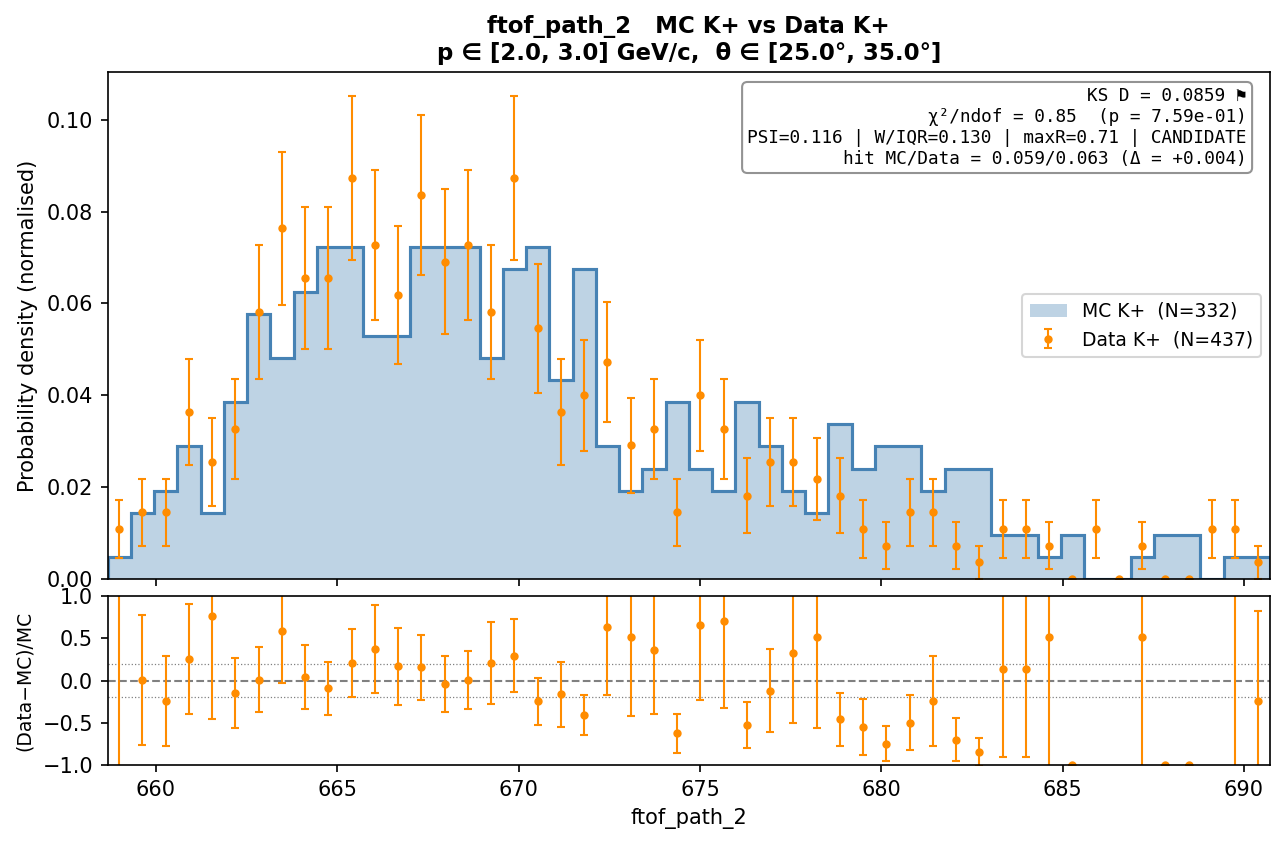 ftof_path_2   MC K+ vs Data K+
p ∈ [2.0, 3.0] GeV/c,  θ ∈ [25.0°, 35.0°]
KS D = 0.0859 ⚑
χ²/ndof = 0.85  (p = 7.59e-01)
PSI=0.116 | W/IQR=0.130 | maxR=0.71 | CANDIDATE
hit MC/Data = 0.059/0.063 (Δ = +0.004)
MC K+  (N=332)
Data K+  (N=437)
Probability density (normalised)
0.10
0.08
0.06
0.04
0.02
0.00
(Data−MC)/MC
1.0
0.5
0.0
−0.5
−1.0
660
665
670
675
680
685
690
ftof_path_2